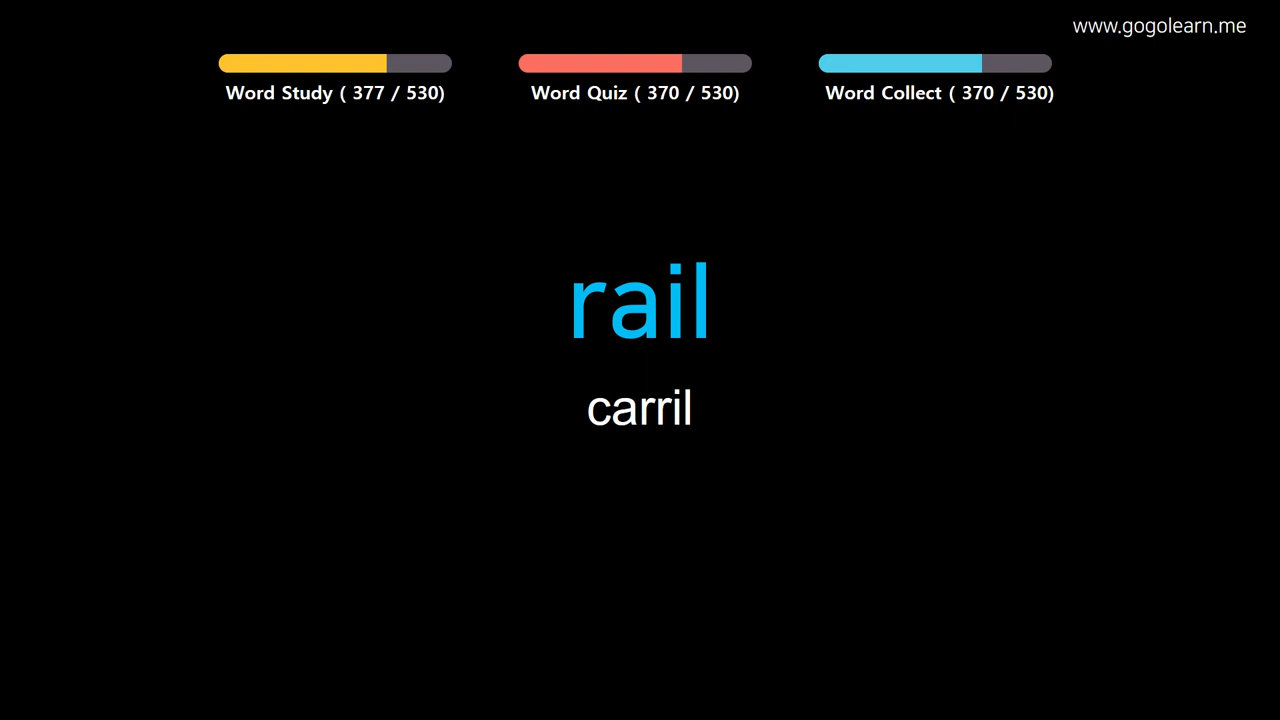 www.gogolearn.me
Word Study ( 377 / 530)
Word Quiz ( 370 / 530)
Word Collect ( 370 / 530)
rail
carril